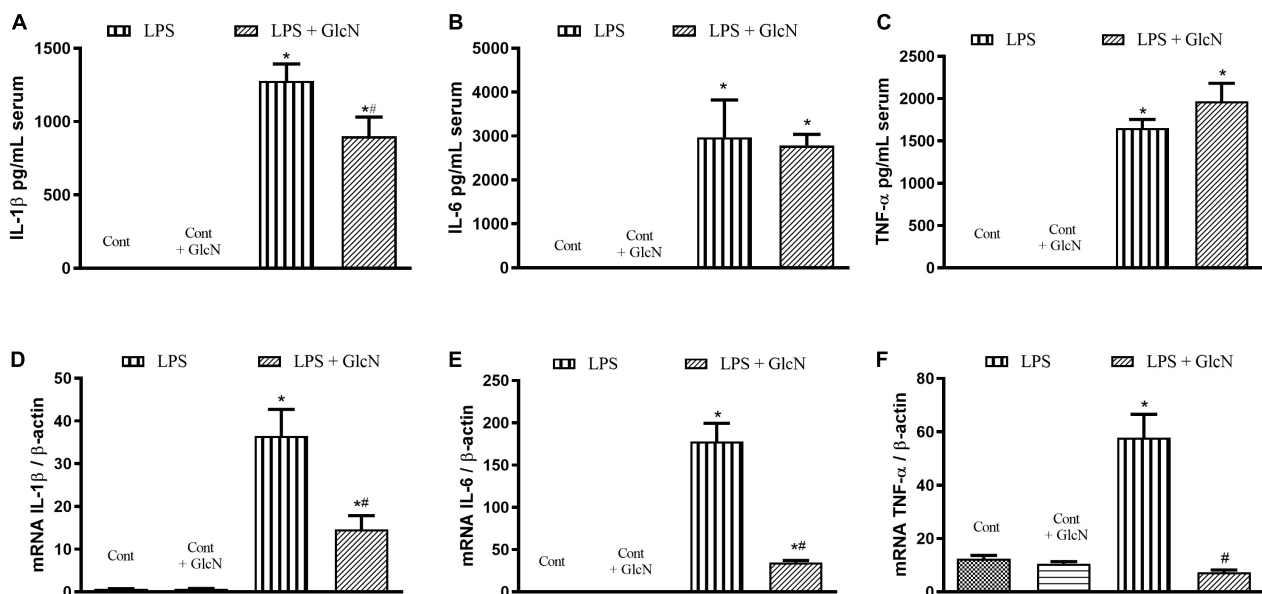 A
LPS
LPS + GlcN
IL-1β pg/mL serum
1500
1000
500
0
*
*#
Cont
Cont
+ GlcN
B
LPS
LPS + GlcN
IL-6 pg/mL serum
5000
4000
3000
2000
1000
0
*
*
Cont
Cont
+ GlcN
C
LPS
LPS + GlcN
TNF-α pg/mL serum
2500
2000
1500
1000
500
0
*
*
Cont
Cont
+ GlcN
D
LPS
LPS + GlcN
mRNA IL-1β / β-actin
50
40
30
20
10
0
*
*#
Cont
Cont
+ GlcN
E
LPS
LPS + GlcN
mRNA IL-6 / β-actin
250
200
150
100
50
0
*
*#
Cont
Cont
+ GlcN
F
LPS
LPS + GlcN
mRNA TNF-α / β-actin
80
60
40
20
0
*
#
Cont
Cont
+ GlcN